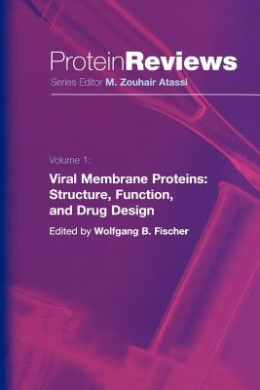 ProteinReviews
Series Editor M. Zouhair Atassi
Volume 1:
Viral Membrane Proteins:
Structure, Function,
and Drug Design
Edited by Wolfgang B. Fischer